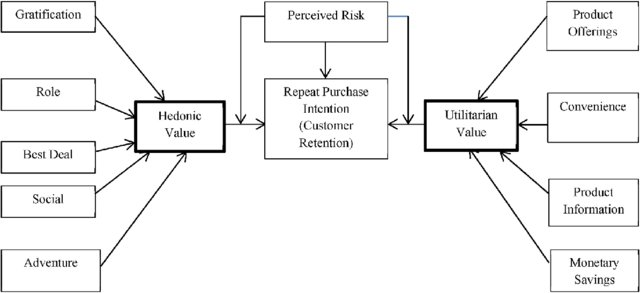 Gratification
Perceived Risk
Product
Offerings
Role
Repeat Purchase
Intention
(Customer
Retention)
Convenience
Hedonic
Value
Utilitarian
Value
Best Deal
Social
Product
Information
Adventure
Monetary
Savings